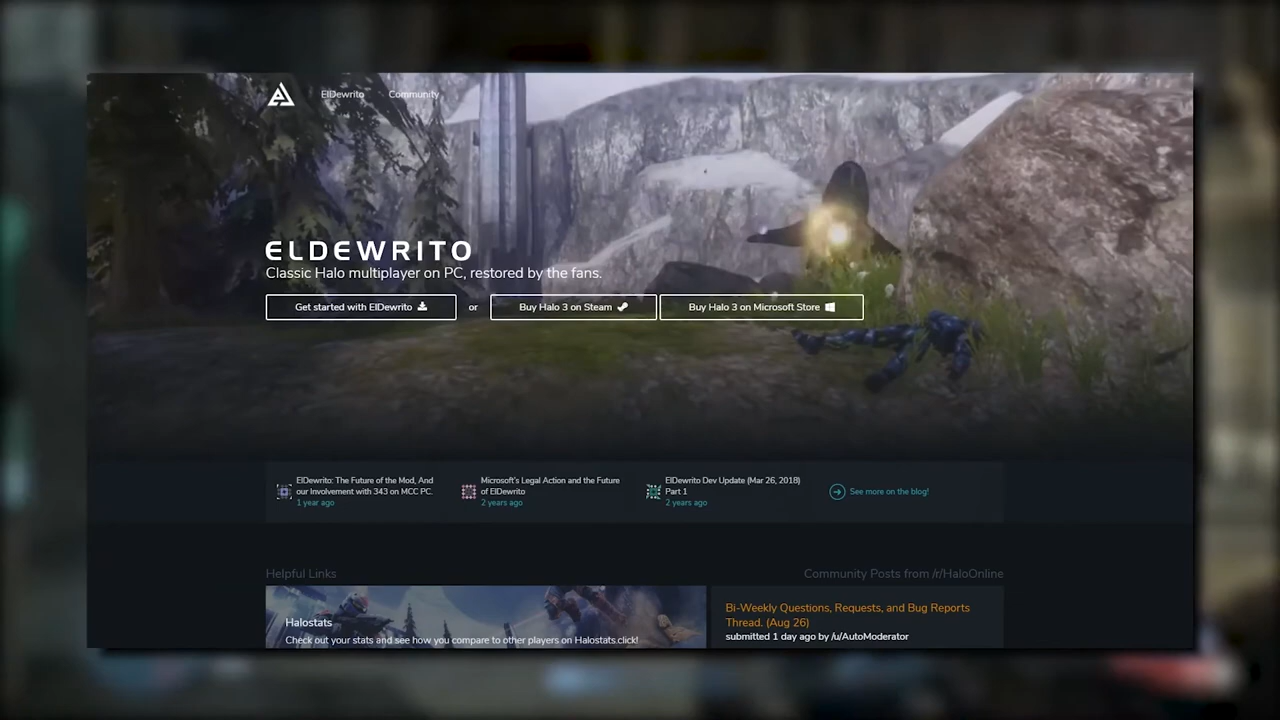 ElDewrito Community
ELDEWRITO
Classic Halo multiplayer on PC, restored by the fans.
Get started with ElDewrito or Buy Halo 3 on Steam Buy Halo 3 on Microsoft Store
ElDewrito: The Future of the Mod, And
our Involvement with 343 on MCC PC.
1 year ago
Microsoft's Legal Action and the Future
of ElDewrito
2 years ago
ElDewrito Dev Update (Mar 26, 2018)
Part 1
2 years ago
See more on the blog!
Helpful Links
Halostats
Check out your stats and see how you compare to other players on Halostats.click!
Community Posts from /r/HaloOnline
Bi-Weekly Questions, Requests, and Bug Reports
Thread. (Aug 26)
submitted 1 day ago by /u/AutoModerator